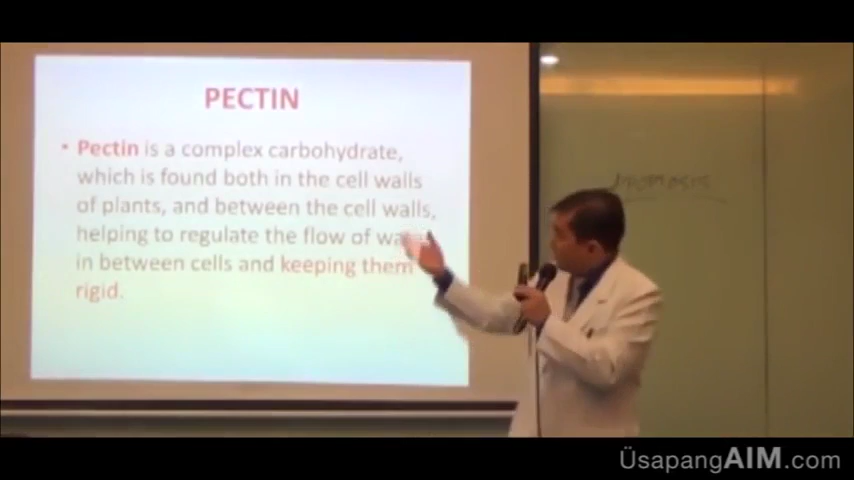 PECTIN
• Pectin is a complex carbohydrate,
which is found both in the cell walls
of plants, and between the cell walls,
helping to regulate the flow of
in between cells and keeping them
rigid.
ÜsapangAIM.com